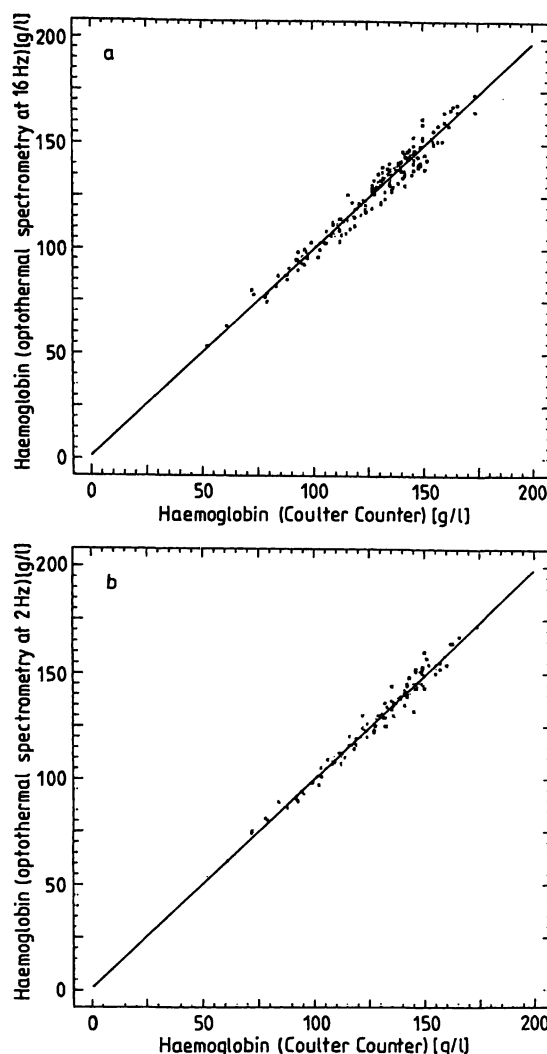 200
a
150
100
50
0
Haemoglobin (optothermal spectrometry at 16 Hz) [g/l]
0 50 100 150 200
Haemoglobin (Coulter Counter) [g/l]
200
b
150
100
50
0
Haemoglobin (optothermal spectrometry at 2 Hz) [g/l]
0 50 100 150 200
Haemoglobin (Coulter Counter) [g/l]